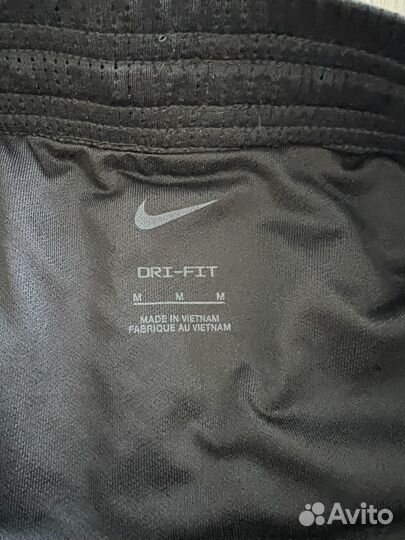 DRI-FIT
M M M
MADE IN VIETNAM
FABRIQUE AU VIETNAM
Avito